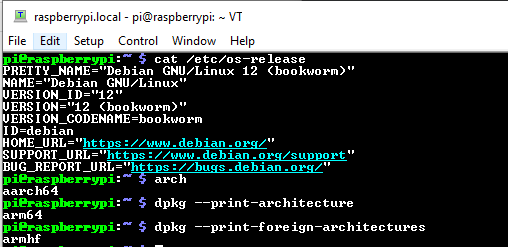 raspberrypi.local - pi@raspberrypi: ~ VT
File Edit Setup Control Window Help
pi@raspberrypi:~ $ cat /etc/os-release
PRETTY_NAME="Debian GNU/Linux 12 (bookworm)"
NAME="Debian GNU/Linux"
VERSION_ID="12"
VERSION="12 (bookworm)"
VERSION_CODENAME=bookworm
ID=debian
HOME_URL="https://www.debian.org/"
SUPPORT_URL="https://www.debian.org/support"
BUG_REPORT_URL="https://bugs.debian.org/"
pi@raspberrypi:~ $ arch
aarch64
pi@raspberrypi:~ $ dpkg --print-architecture
arm64
pi@raspberrypi:~ $ dpkg --print-foreign-architectures
armhf